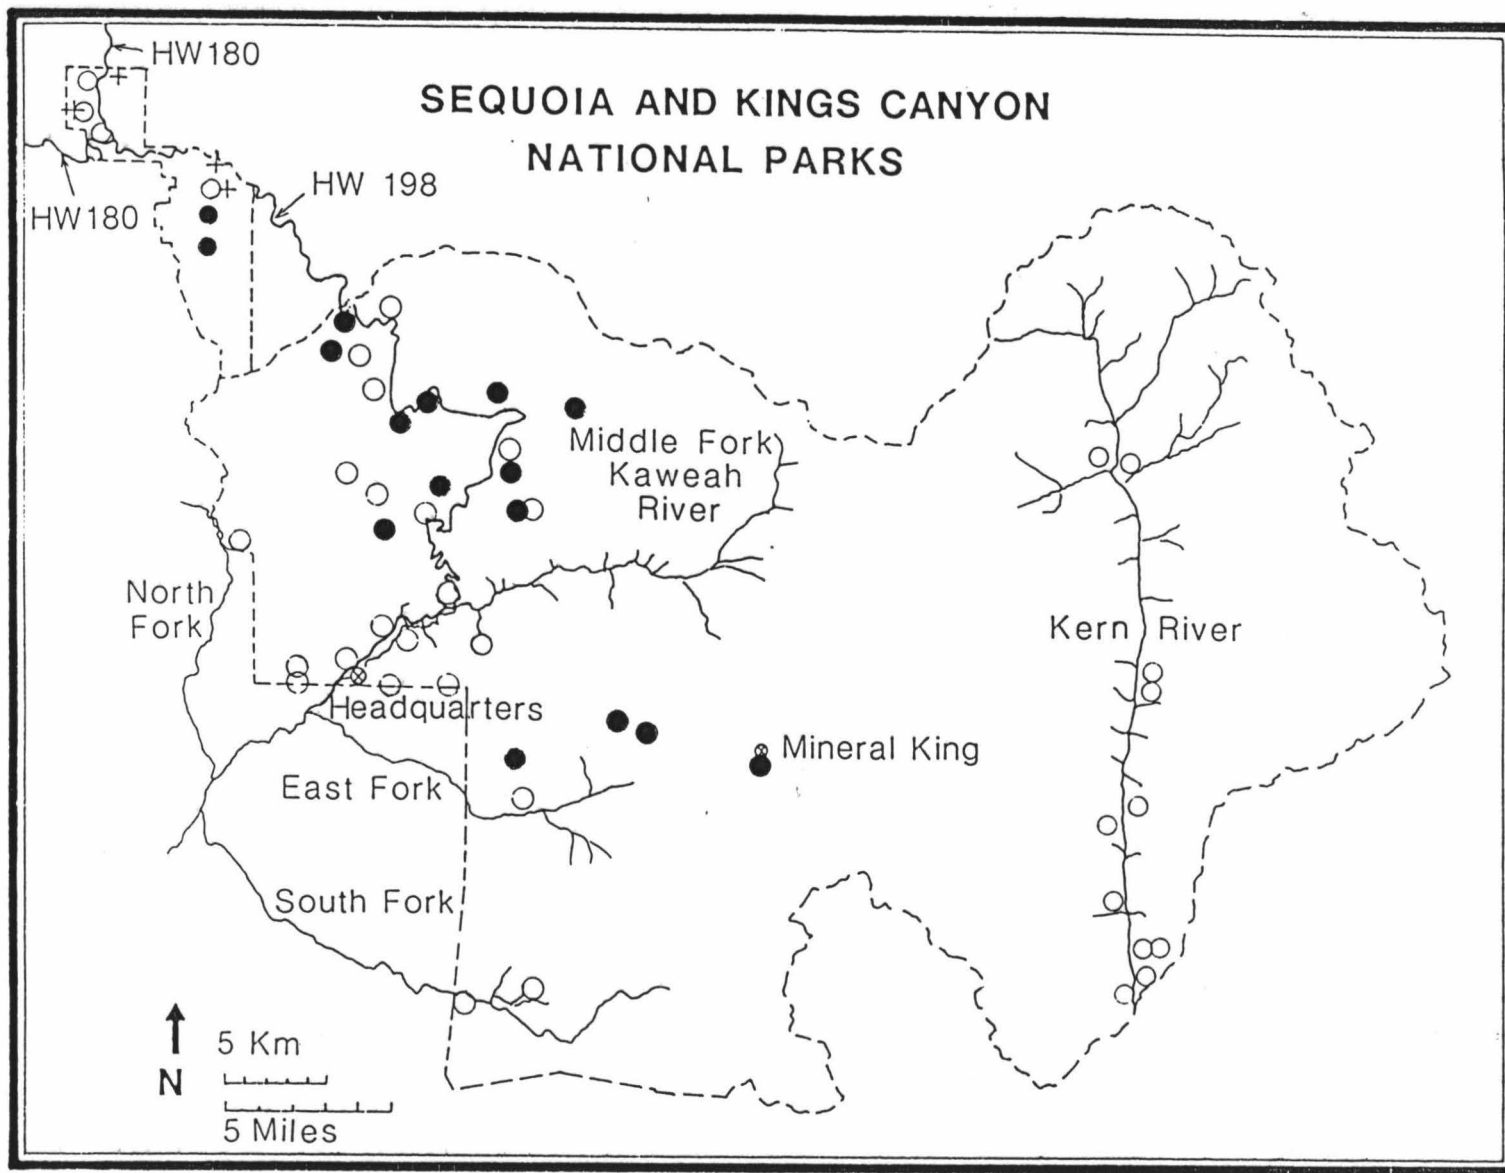 HW180
SEQUOIA AND KINGS CANYON
NATIONAL PARKS
HW 198
HW180
Middle Fork
Kaweah
River
North
Fork
Kern River
Headquarters
Mineral King
East Fork
South Fork
5 Km
N
5 Miles